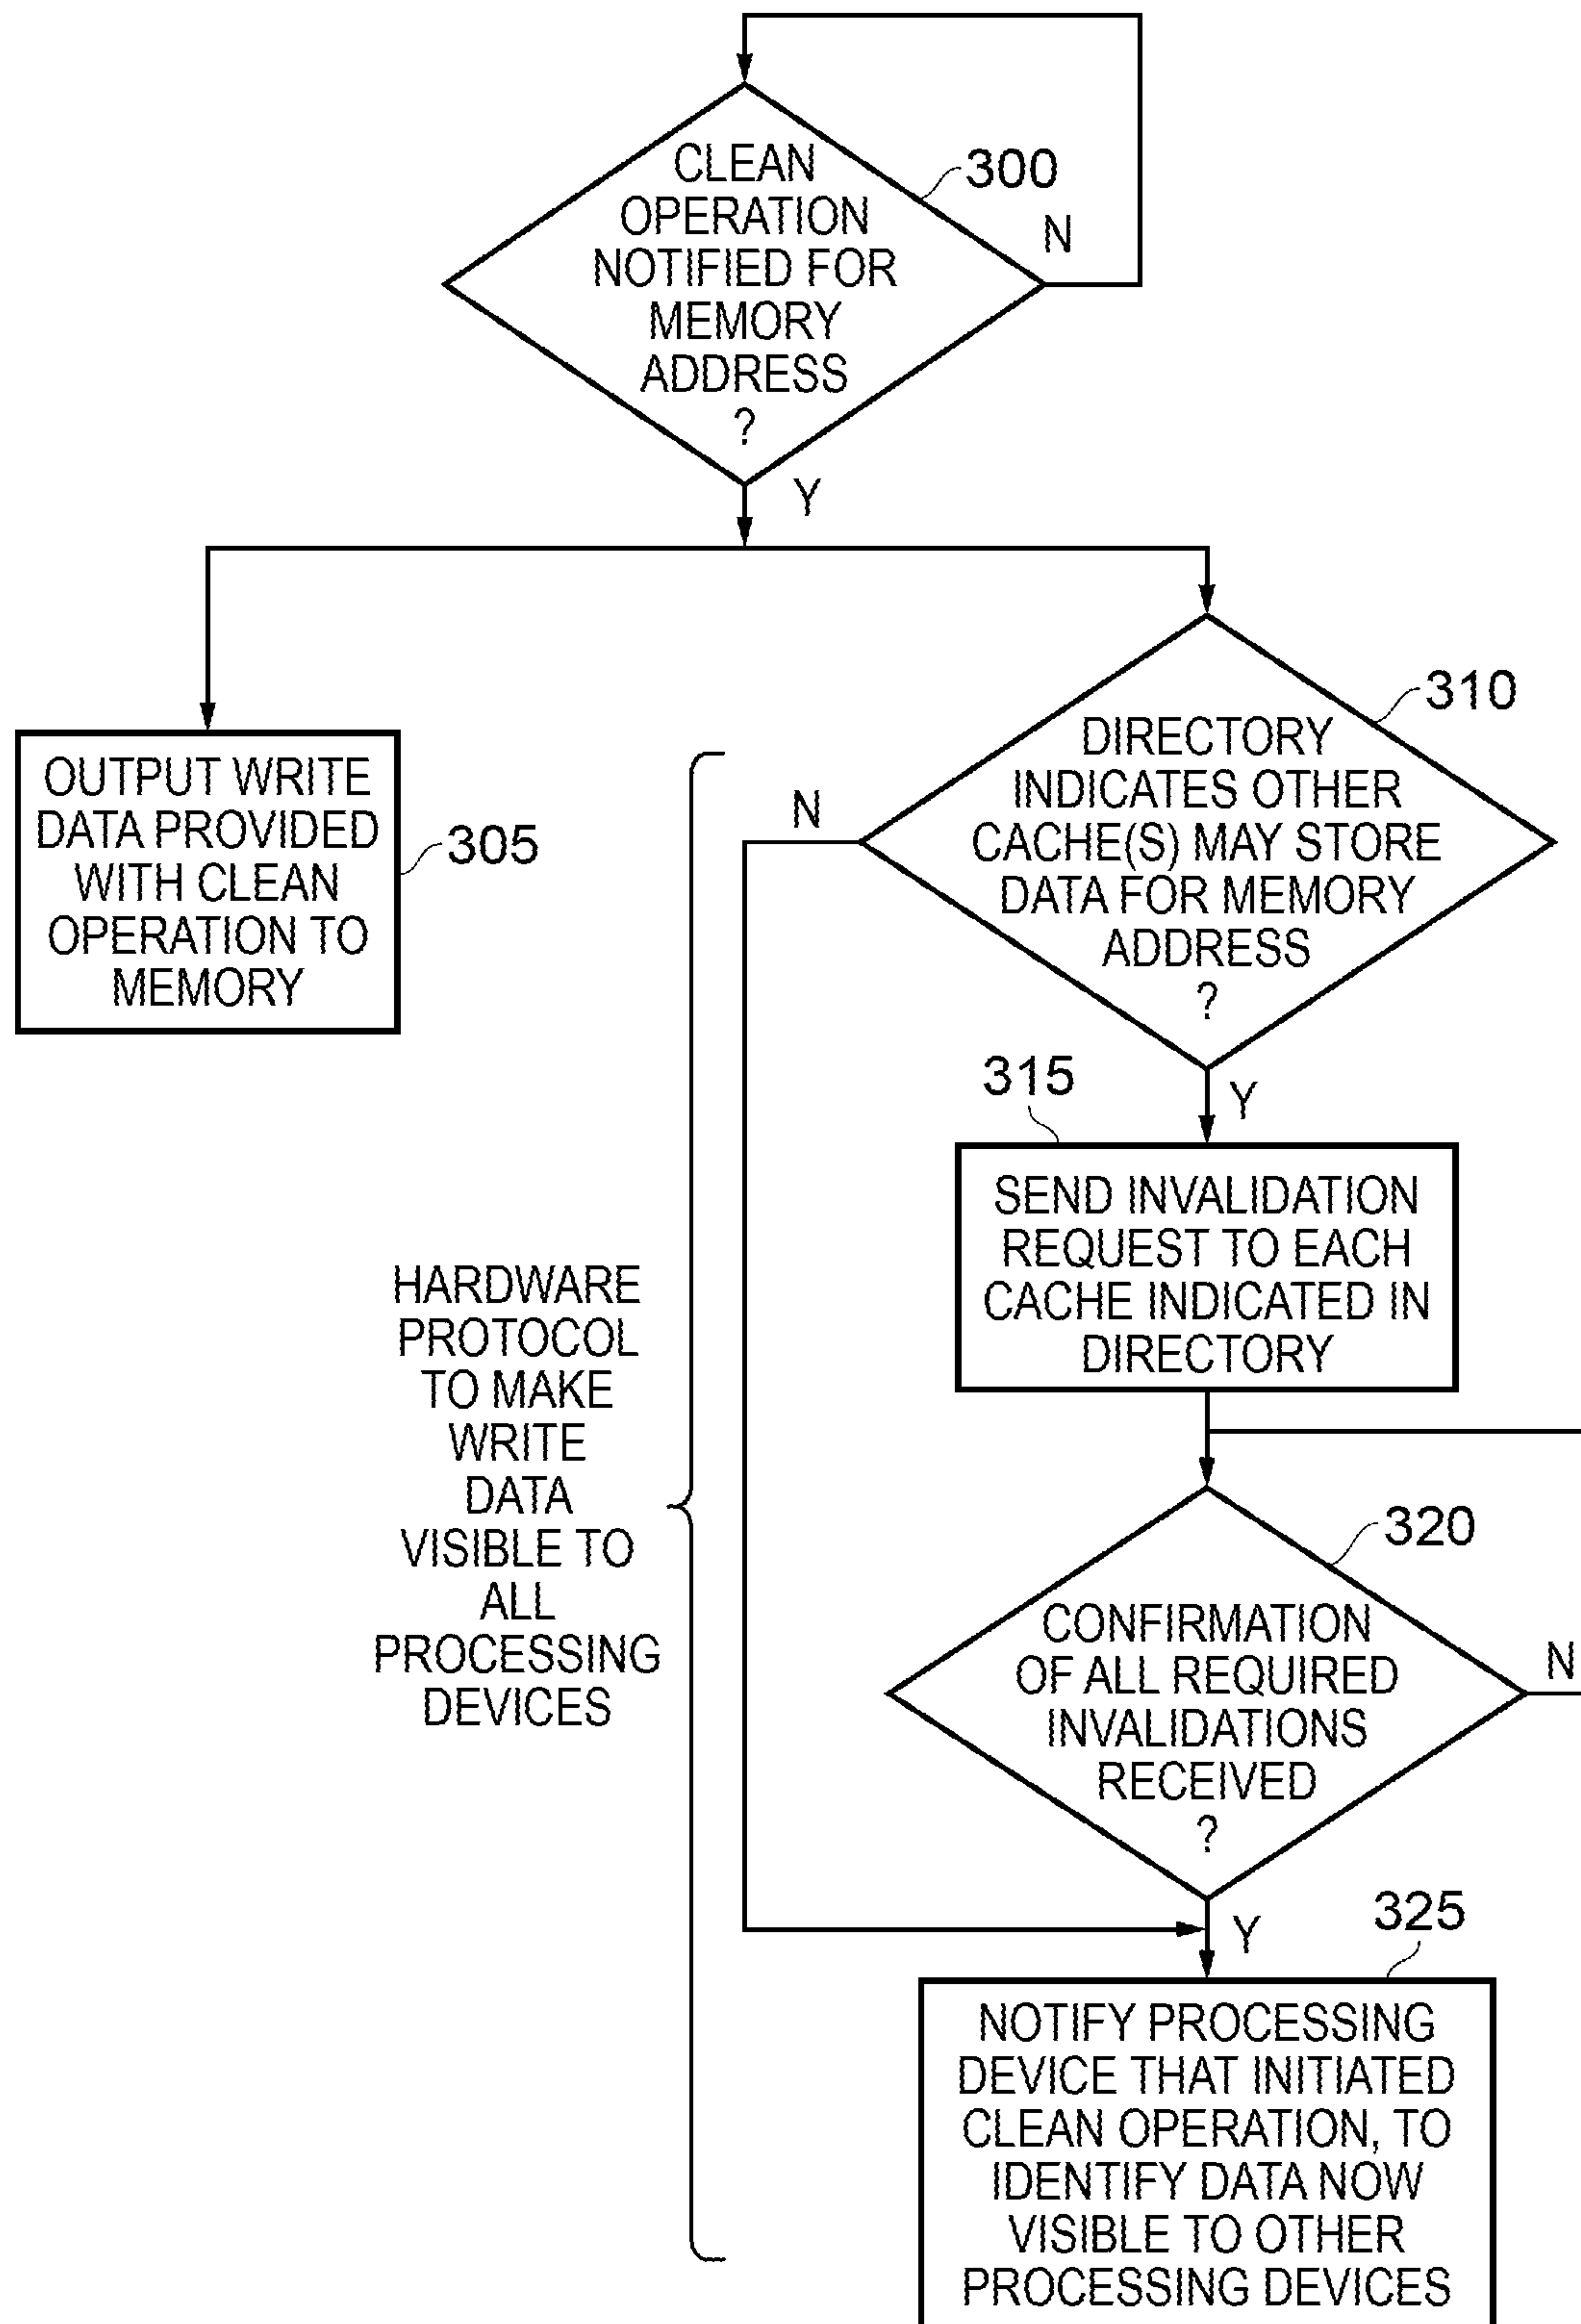 CLEAN
OPERATION
NOTIFIED FOR
MEMORY
ADDRESS
?
300
N
Y
OUTPUT WRITE
DATA PROVIDED
WITH CLEAN
OPERATION TO
MEMORY
305
DIRECTORY
INDICATES OTHER
CACHE(S) MAY STORE
DATA FOR MEMORY
ADDRESS
?
310
N
Y
315
SEND INVALIDATION
REQUEST TO EACH
CACHE INDICATED IN
DIRECTORY
HARDWARE
PROTOCOL
TO MAKE
WRITE
DATA
VISIBLE TO
ALL
PROCESSING
DEVICES
320
CONFIRMATION
OF ALL REQUIRED
INVALIDATIONS
RECEIVED
?
N
Y
325
NOTIFY PROCESSING
DEVICE THAT INITIATED
CLEAN OPERATION, TO
IDENTIFY DATA NOW
VISIBLE TO OTHER
PROCESSING DEVICES